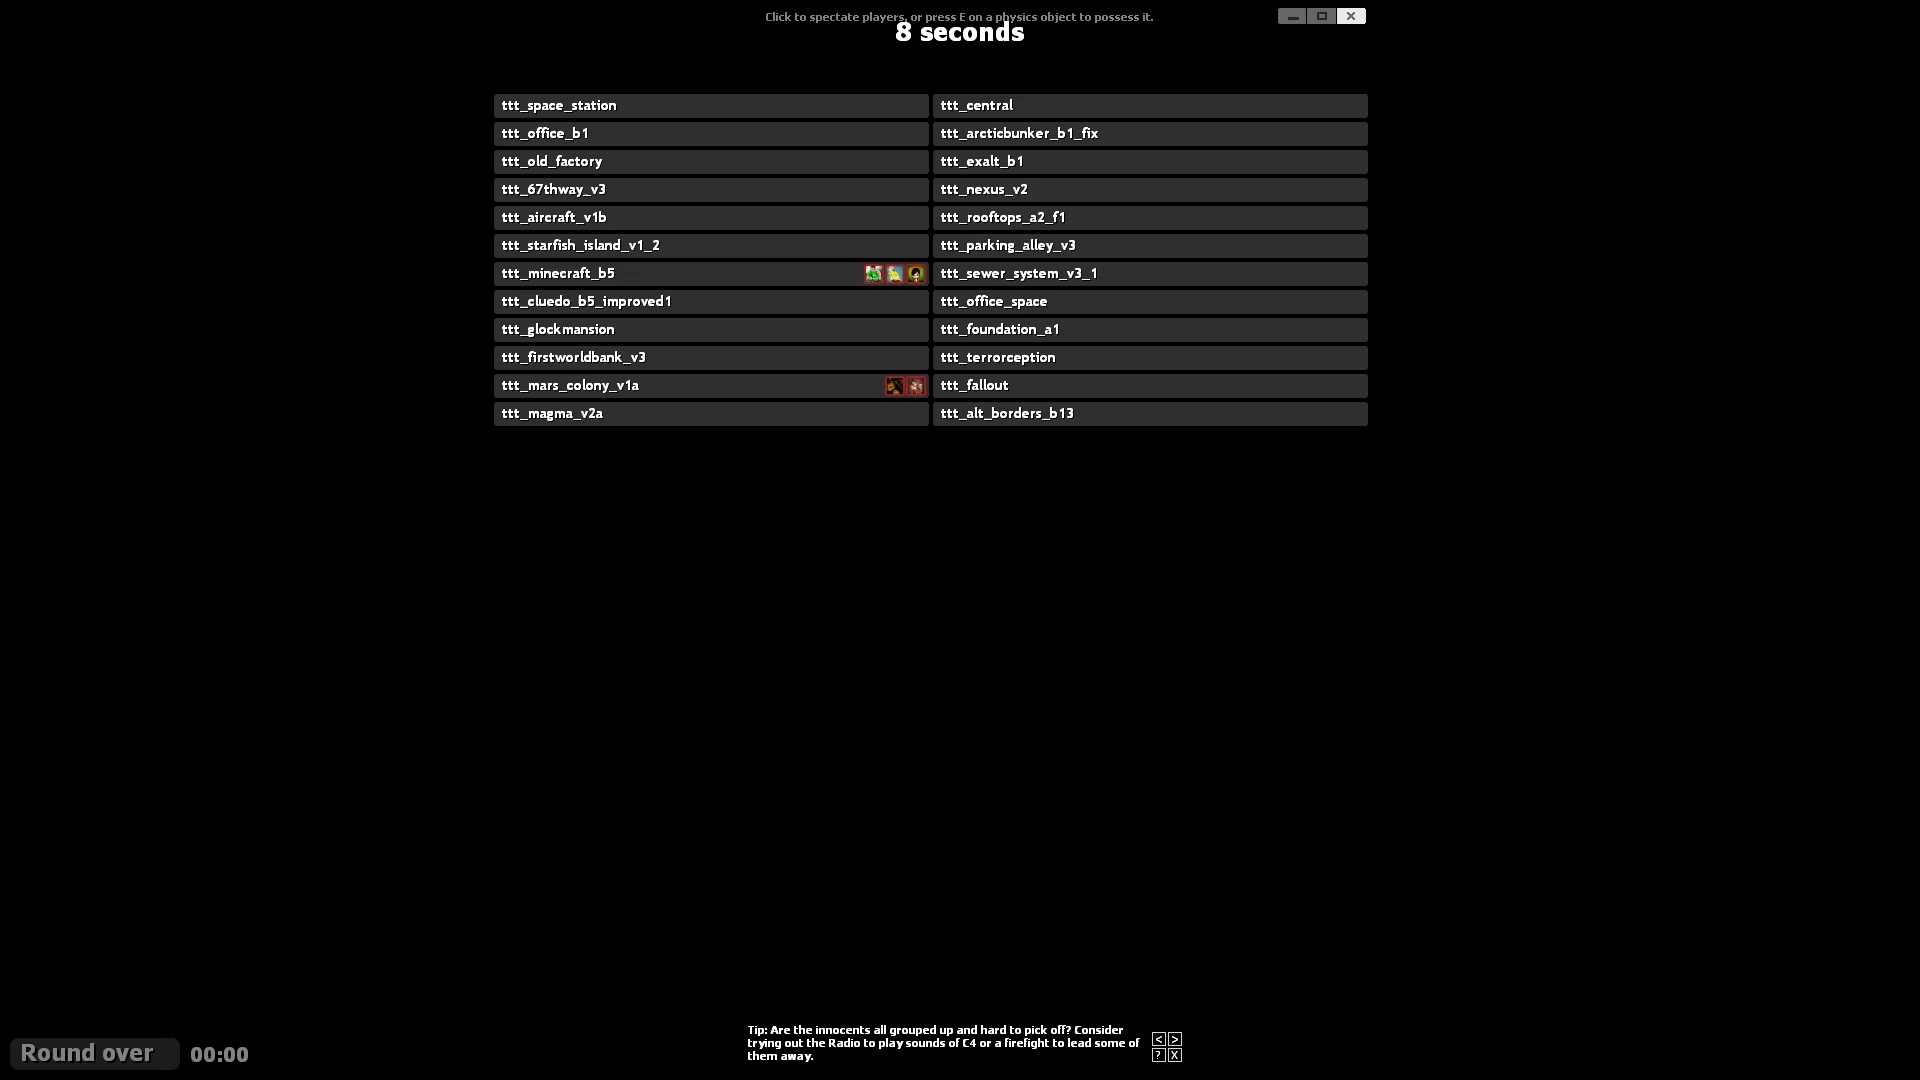 Click to spectate players, or press E on a physics object to possess it.
8 seconds
ttt_space_station
ttt_central
ttt_office_b1
ttt_arcticbunker_b1_fix
ttt_old_factory
ttt_exalt_b1
ttt_67thway_v3
ttt_nexus_v2
ttt_aircraft_v1b
ttt_rooftops_a2_f1
ttt_starfish_island_v1_2
ttt_parking_alley_v3
ttt_minecraft_b5
ttt_sewer_system_v3_1
ttt_cluedo_b5_improved1
ttt_office_space
ttt_glockmansion
ttt_foundation_a1
ttt_firstworldbank_v3
ttt_terrorception
ttt_mars_colony_v1a
ttt_fallout
ttt_magma_v2a
ttt_alt_borders_b13
Tip: Are the innocents all grouped up and hard to pick off? Consider
trying out the Radio to play sounds of C4 or a firefight to lead some of
them away.
< >
? X
Round over 00:00